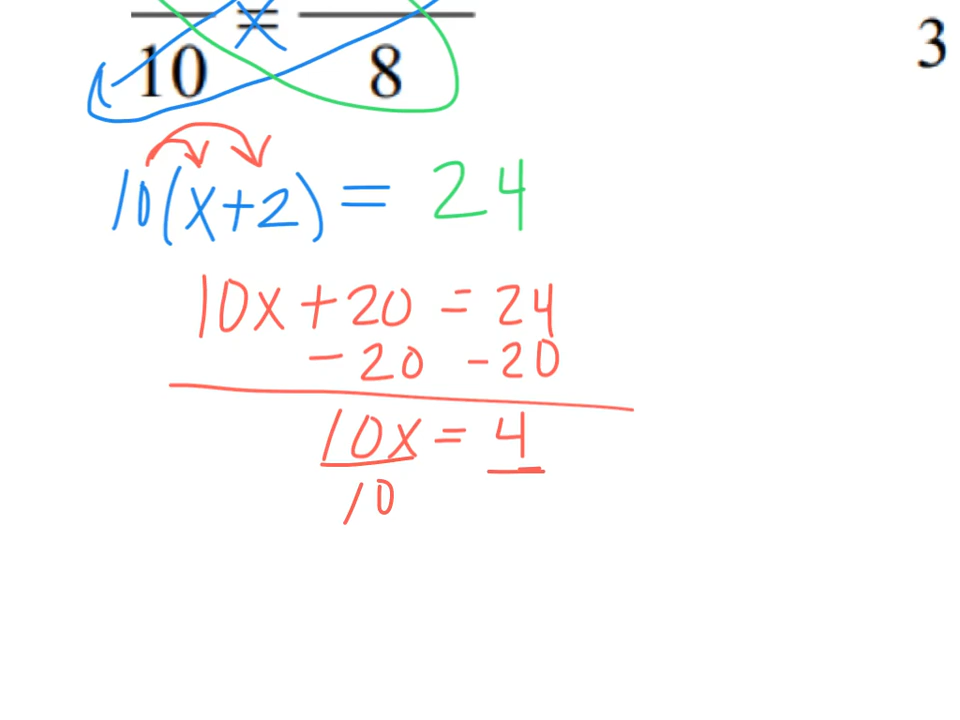 10 = 8
3
10(x+2) = 24
10x + 20 = 24
- 20 - 20
10x = 4
10